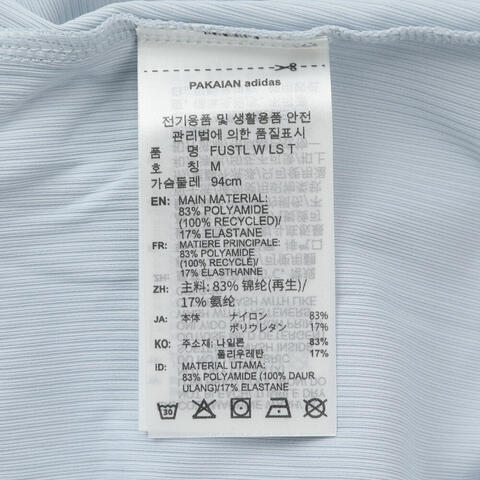 PAKAIAN adidas
전기용품 및 생활용품 안전
관리법에 의한 품질표시
품 명 FUSTL W LS T
호 칭 M
가슴둘레 94cm
EN: MAIN MATERIAL:
83% POLYAMIDE
(100% RECYCLED)/
17% ELASTANE
FR: MATIERE PRINCIPALE:
83% POLYAMIDE
(100% RECYCLÉ)/
17% ELASTHANNE
ZH: 主料: 83% 锦纶(再生)/
17% 氨纶
JA: 本体 ナイロン 83%
ポリウレタン 17%
KO: 주소재: 나일론 83%
폴리우레탄 17%
ID: MATERIAL UTAMA:
83% POLYAMIDE (100% DAUR
ULANG)/17% ELASTANE
30